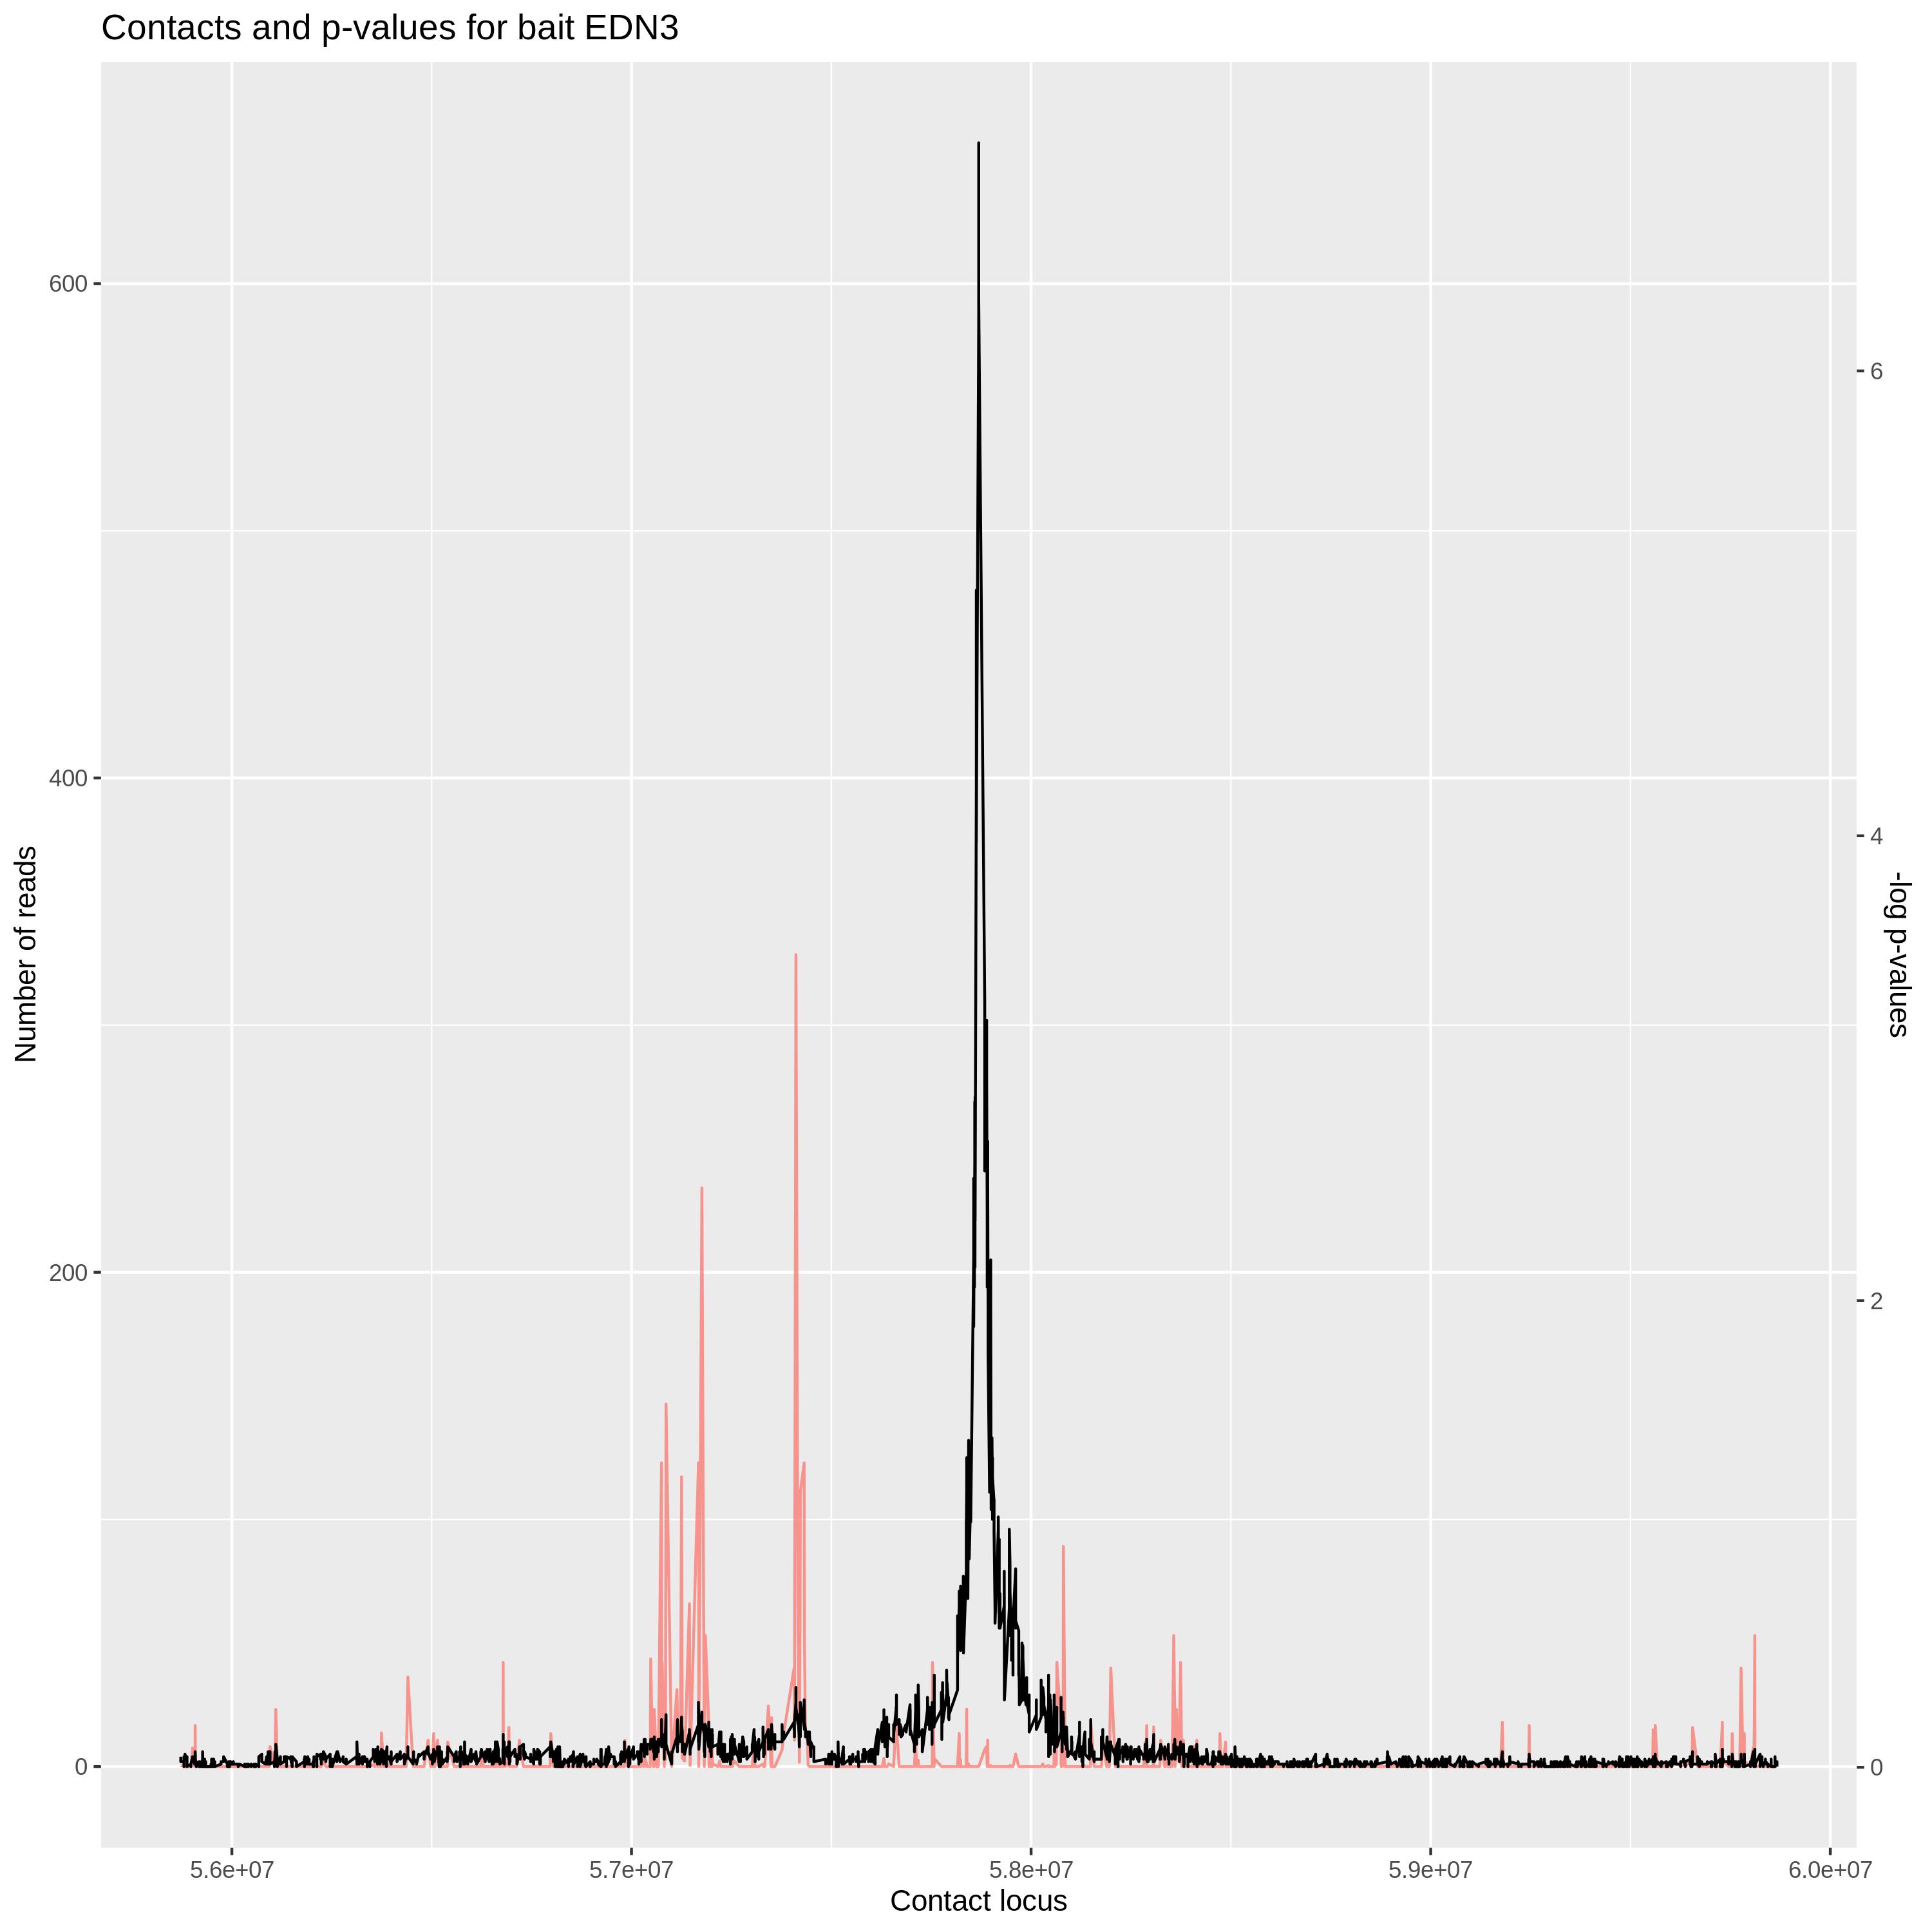 Contacts and p-values for bait EDN3
600
400
200
0
Number of reads
6
4
2
0
-log p-values
5.6e+07 5.7e+07 5.8e+07 5.9e+07 6.0e+07
Contact locus